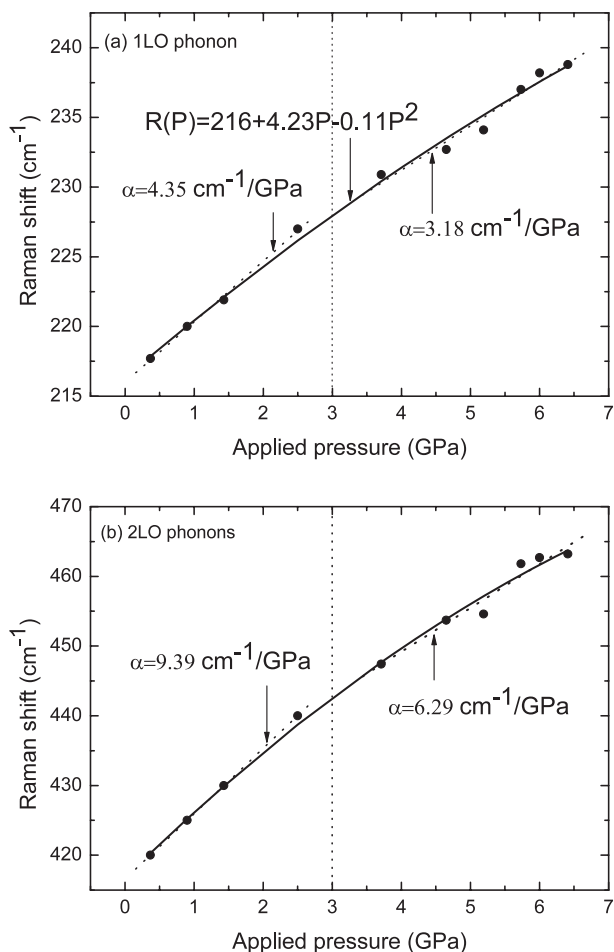 (a) 1LO phonon
240
235
230
225
220
215
R(P)=216+4.23P-0.11P²
α=4.35 cm⁻¹/GPa
α=3.18 cm⁻¹/GPa
Raman shift (cm⁻¹)
0 1 2 3 4 5 6 7
Applied pressure (GPa)
(b) 2LO phonons
470
460
450
440
430
420
α=9.39 cm⁻¹/GPa
α=6.29 cm⁻¹/GPa
Raman shift (cm⁻¹)
0 1 2 3 4 5 6 7
Applied pressure (GPa)